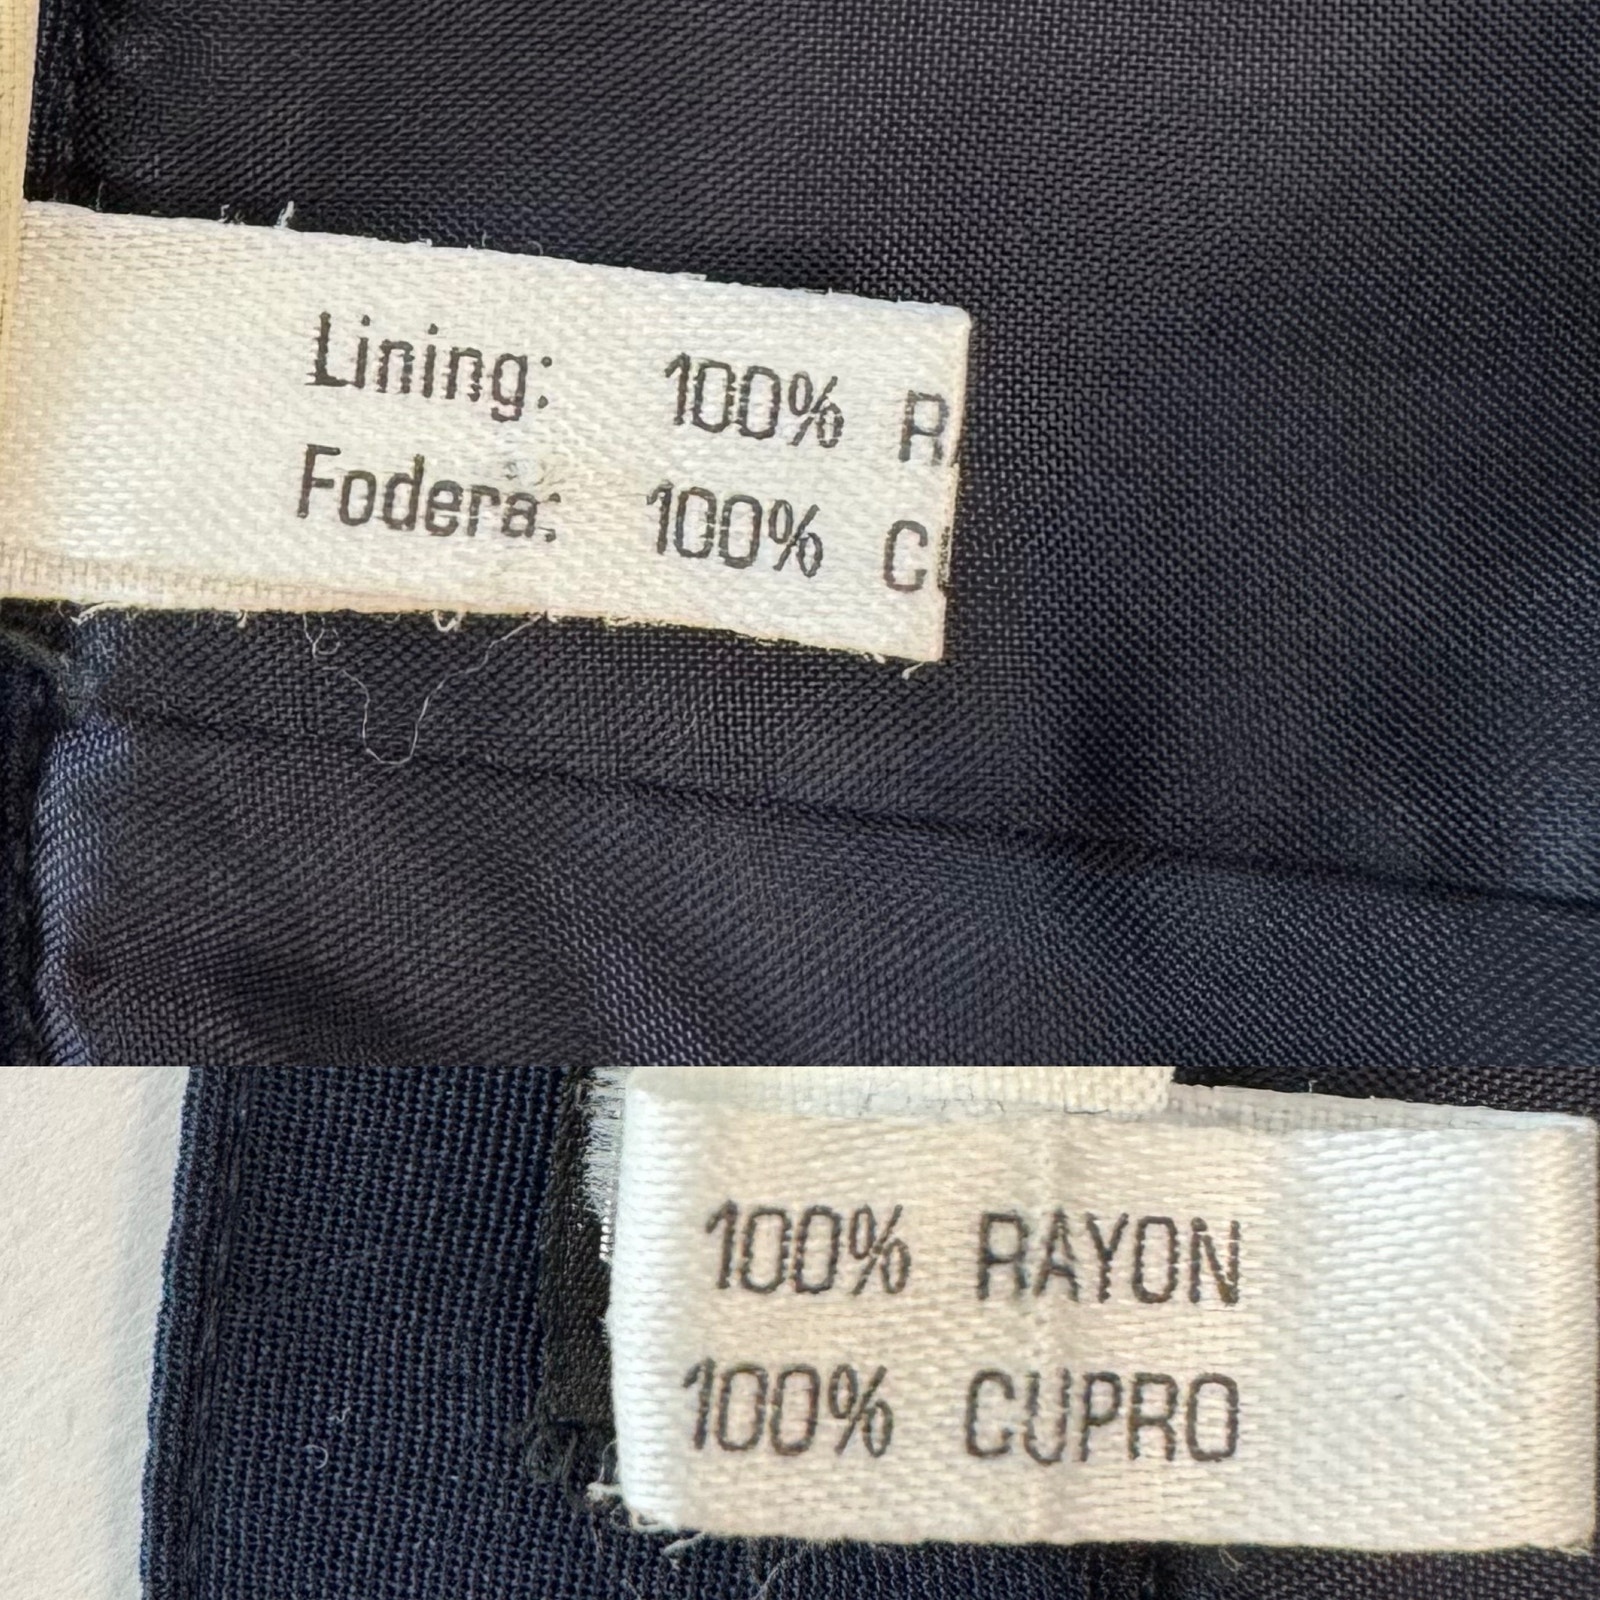 Lining: 100% R
Fodera: 100% C
100% RAYON
100% CUPRO